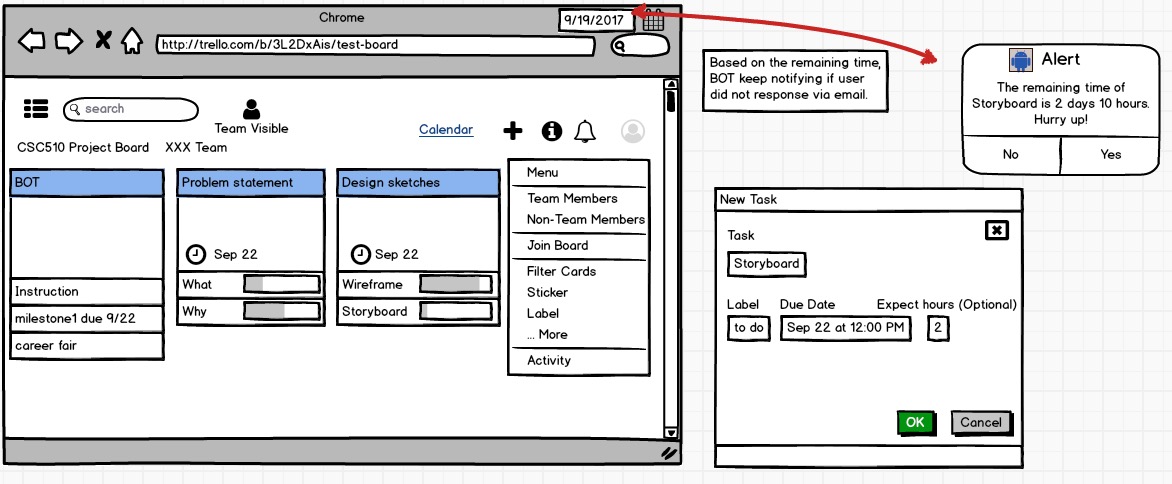 Chrome
9/19/2017
http://trello.com/b/3L2DxAis/test-board
search
Team Visible
Calendar
CSC510 Project Board XXX Team
BOT
Instruction
milestone1 due 9/22
career fair
Problem statement
Sep 22
What
Why
Design sketches
Sep 22
Wireframe
Storyboard
Menu
Team Members
Non-Team Members
Join Board
Filter Cards
Sticker
Label
... More
Activity
Based on the remaining time,
BOT keep notifying if user
did not response via email.
Alert
The remaining time of
Storyboard is 2 days 10 hours.
Hurry up!
No
Yes
New Task
Task
Storyboard
Label Due Date Expect hours (Optional)
to do Sep 22 at 12:00 PM 2
OK
Cancel